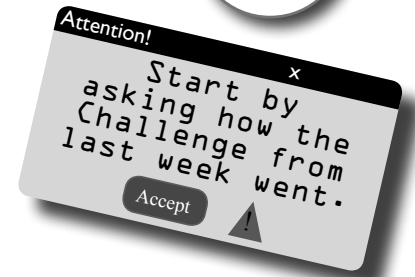 Attention!
x
Start by
asking how the
Challenge from
last week went.
Accept
!